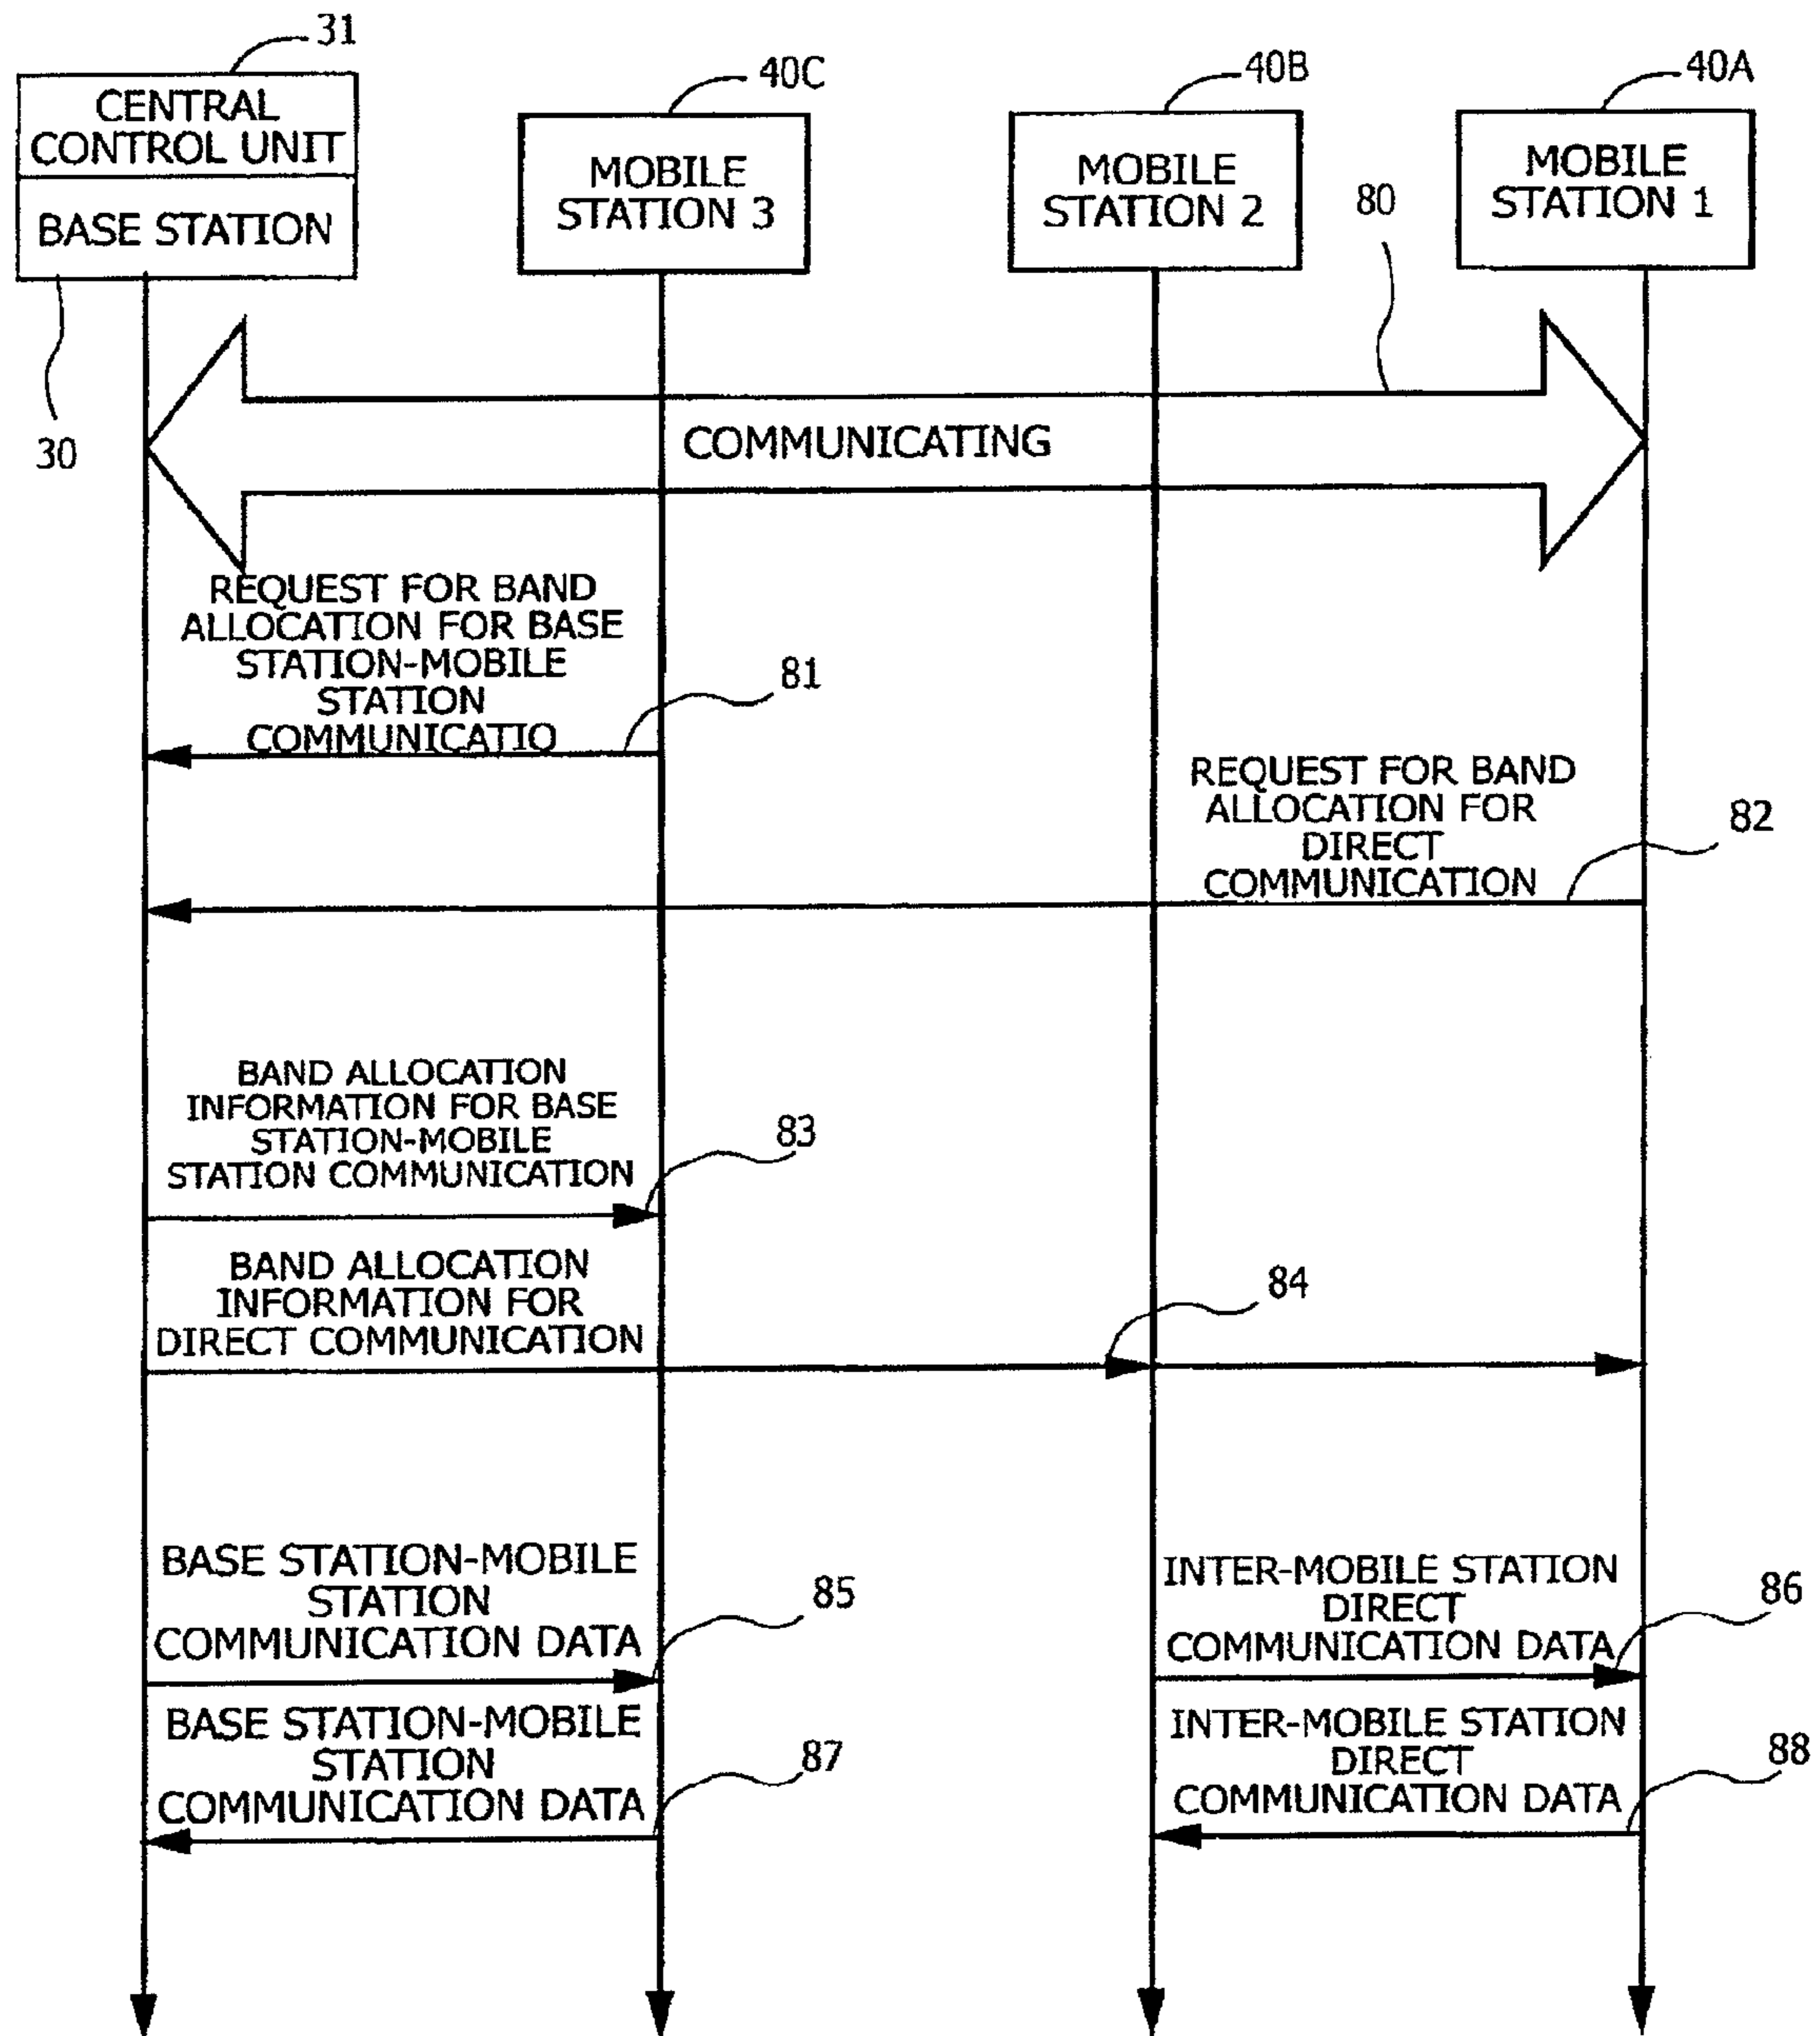 31
CENTRAL
CONTROL UNIT
BASE STATION
30
40C
MOBILE
STATION 3
40B
MOBILE
STATION 2
40A
MOBILE
STATION 1
80
COMMUNICATING
REQUEST FOR BAND
ALLOCATION FOR BASE
STATION-MOBILE
STATION
COMMUNICATIO
81
REQUEST FOR BAND
ALLOCATION FOR
DIRECT
COMMUNICATION
82
BAND ALLOCATION
INFORMATION FOR BASE
STATION-MOBILE
STATION COMMUNICATION
83
BAND ALLOCATION
INFORMATION FOR
DIRECT COMMUNICATION
84
BASE STATION-MOBILE
STATION
COMMUNICATION DATA
85
INTER-MOBILE STATION
DIRECT
COMMUNICATION DATA
86
BASE STATION-MOBILE
STATION
COMMUNICATION DATA
87
INTER-MOBILE STATION
DIRECT
COMMUNICATION DATA
88